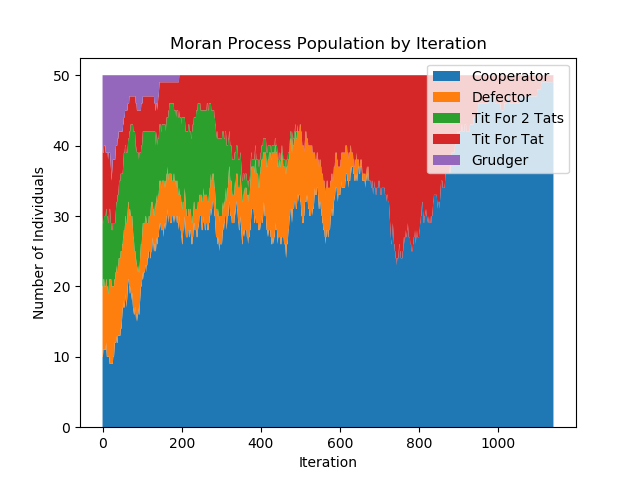 Moran Process Population by Iteration
Number of Individuals
50
40
30
20
10
0
Cooperator
Defector
Tit For 2 Tats
Tit For Tat
Grudger
0 200 400 600 800 1000
Iteration